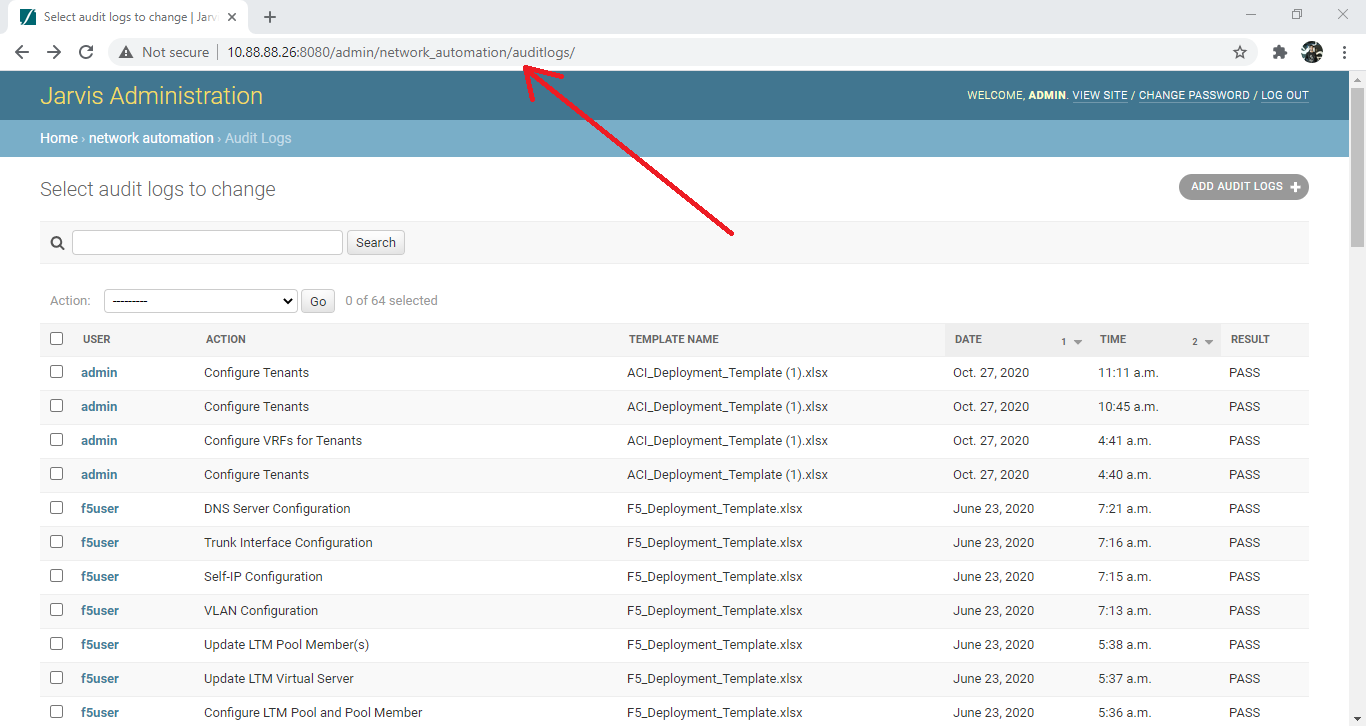 Select audit logs to change | Jarv
Not secure | 10.88.88.26:8080/admin/network_automation/auditlogs/
Jarvis Administration
WELCOME, ADMIN. VIEW SITE / CHANGE PASSWORD / LOG OUT
Home › network automation › Audit Logs
Select audit logs to change
ADD AUDIT LOGS +
Search
Action: --------- Go 0 of 64 selected
USER ACTION TEMPLATE NAME DATE 1 TIME 2 RESULT
admin Configure Tenants ACI_Deployment_Template (1).xlsx Oct. 27, 2020 11:11 a.m. PASS
admin Configure Tenants ACI_Deployment_Template (1).xlsx Oct. 27, 2020 10:45 a.m. PASS
admin Configure VRFs for Tenants ACI_Deployment_Template (1).xlsx Oct. 27, 2020 4:41 a.m. PASS
admin Configure Tenants ACI_Deployment_Template (1).xlsx Oct. 27, 2020 4:40 a.m. PASS
f5user DNS Server Configuration F5_Deployment_Template.xlsx June 23, 2020 7:21 a.m. PASS
f5user Trunk Interface Configuration F5_Deployment_Template.xlsx June 23, 2020 7:16 a.m. PASS
f5user Self-IP Configuration F5_Deployment_Template.xlsx June 23, 2020 7:15 a.m. PASS
f5user VLAN Configuration F5_Deployment_Template.xlsx June 23, 2020 7:13 a.m. PASS
f5user Update LTM Pool Member(s) F5_Deployment_Template.xlsx June 23, 2020 5:38 a.m. PASS
f5user Update LTM Virtual Server F5_Deployment_Template.xlsx June 23, 2020 5:37 a.m. PASS
f5user Configure LTM Pool and Pool Member F5_Deployment_Template.xlsx June 23, 2020 5:36 a.m. PASS